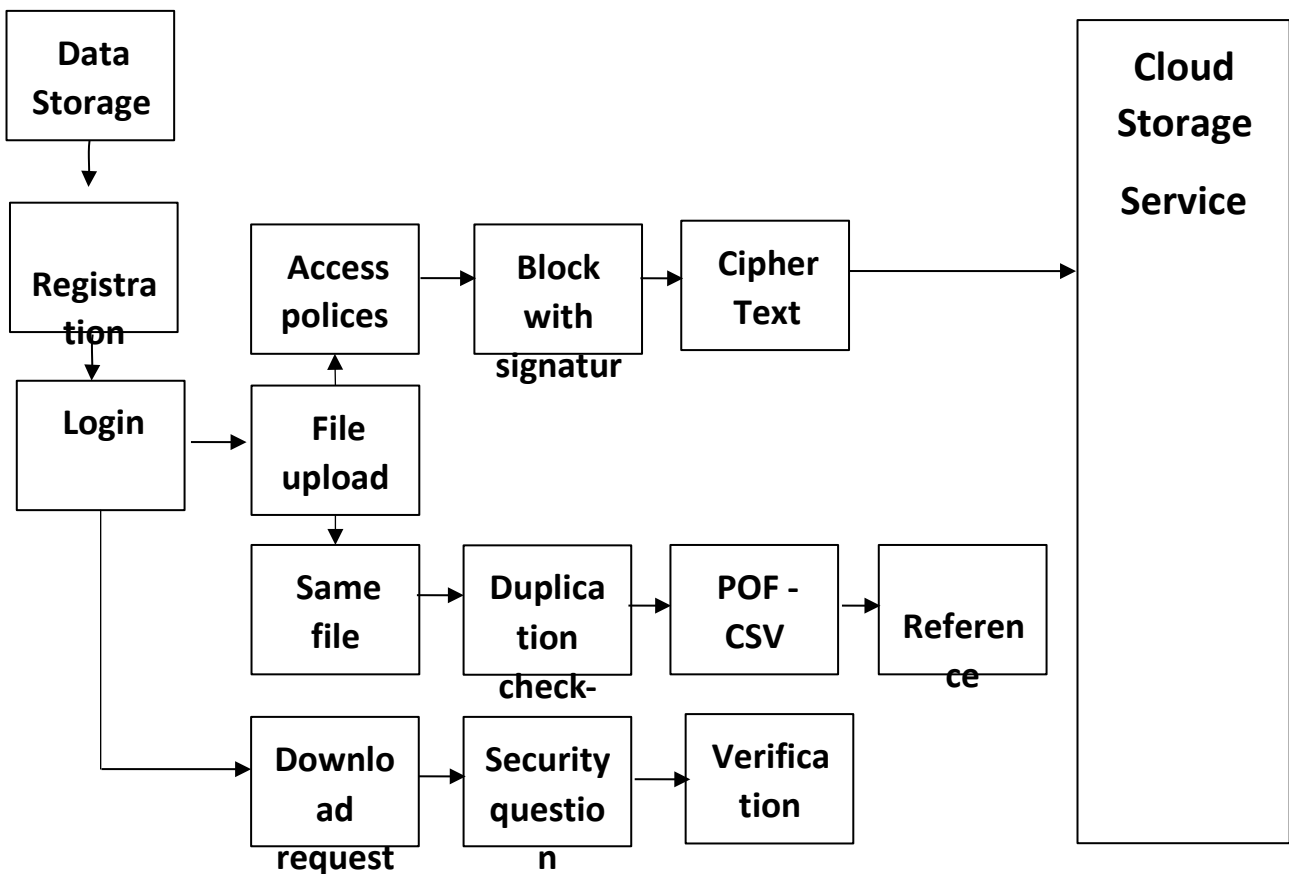 Data
Storage
Cloud
Storage
Service
Registra
tion
Access
polices
Block
with
signatur
Cipher
Text
Login
File
upload
Same
file
Duplica
tion
check-
POF -
CSV
Referen
ce
Downlo
ad
request
Security
questio
n
Verifica
tion